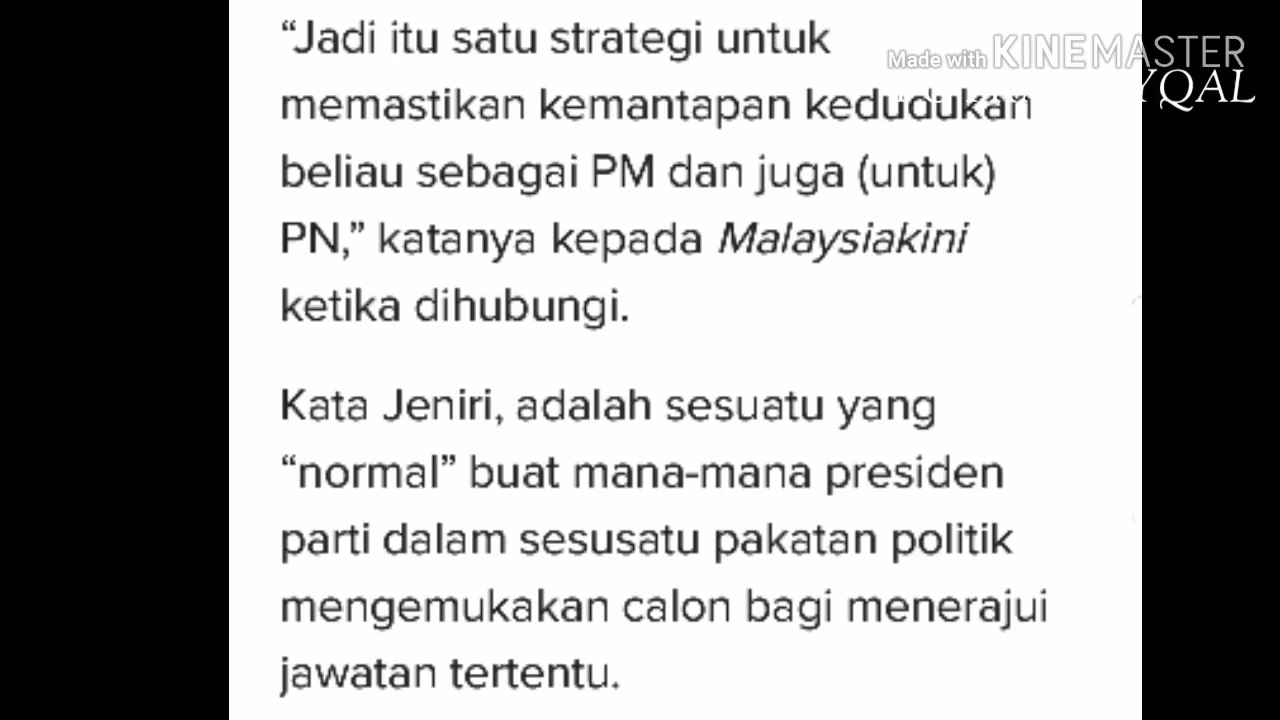 “Jadi itu satu strategi untuk
memastikan kemantapan kedudukan
beliau sebagai PM dan juga (untuk)
PN,” katanya kepada Malaysiakini
ketika dihubungi.
Kata Jeniri, adalah sesuatu yang
“normal” buat mana-mana presiden
parti dalam sesusatu pakatan politik
mengemukakan calon bagi menerajui
jawatan tertentu.
Made with KINEMASTER